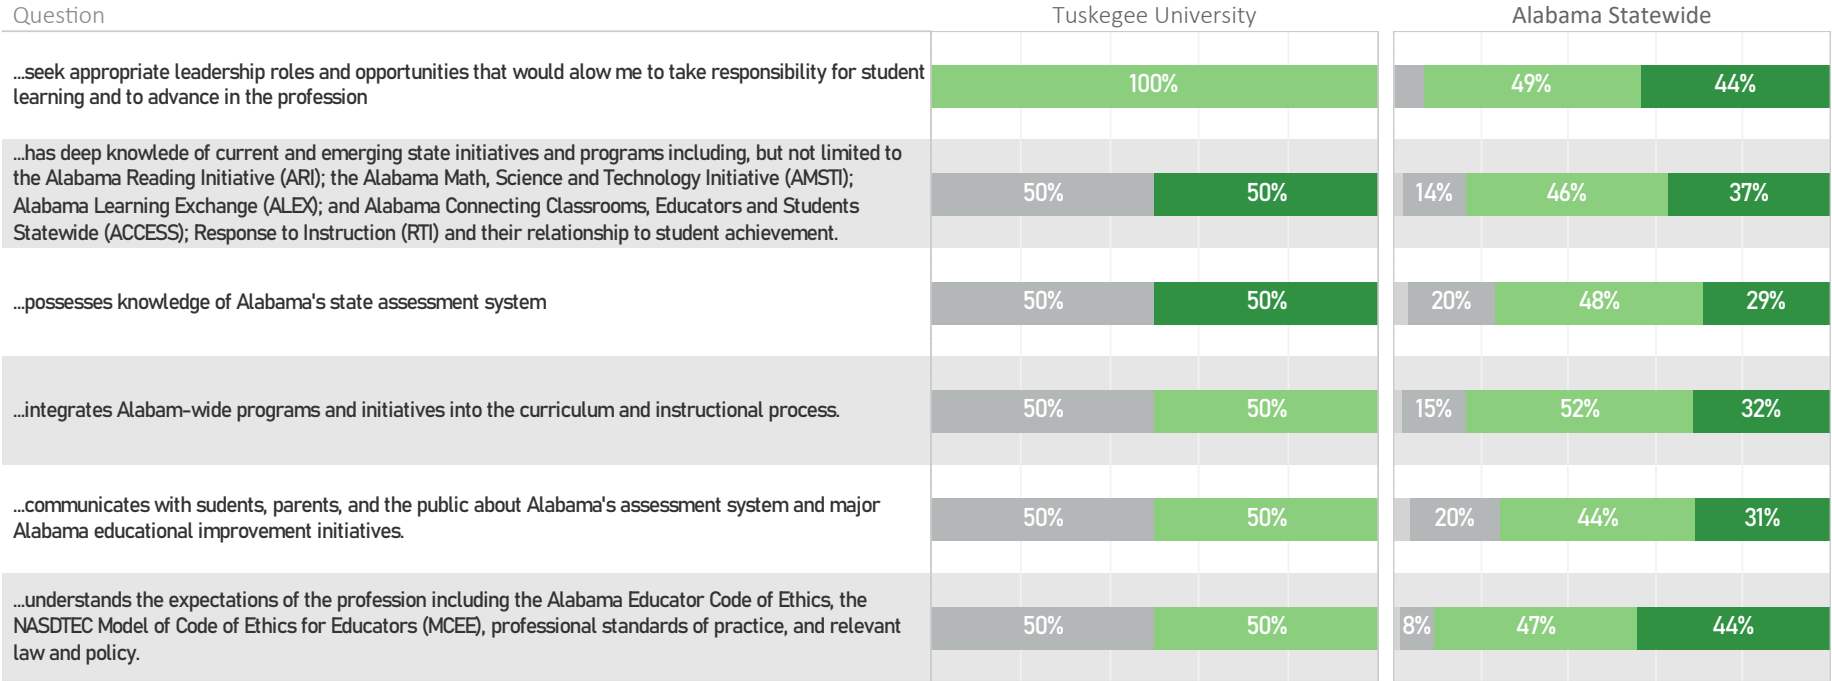 Question Tuskegee University Alabama Statewide
...seek appropriate leadership roles and opportunities that would alow me to take responsibility for student
learning and to advance in the profession
100% 49% 44%
...has deep knowlede of current and emerging state initiatives and programs including, but not limited to
the Alabama Reading Initiative (ARI); the Alabama Math, Science and Technology Initiative (AMSTI);
Alabama Learning Exchange (ALEX); and Alabama Connecting Classrooms, Educators and Students
Statewide (ACCESS); Response to Instruction (RTI) and their relationship to student achievement.
50% 50% 14% 46% 37%
...possesses knowledge of Alabama's state assessment system
50% 50% 20% 48% 29%
...integrates Alabam-wide programs and initiatives into the curriculum and instructional process.
50% 50% 15% 52% 32%
...communicates with sudents, parents, and the public about Alabama's assessment system and major
Alabama educational improvement initiatives.
50% 50% 20% 44% 31%
...understands the expectations of the profession including the Alabama Educator Code of Ethics, the
NASDTEC Model of Code of Ethics for Educators (MCEE), professional standards of practice, and relevant
law and policy.
50% 50% 8% 47% 44%